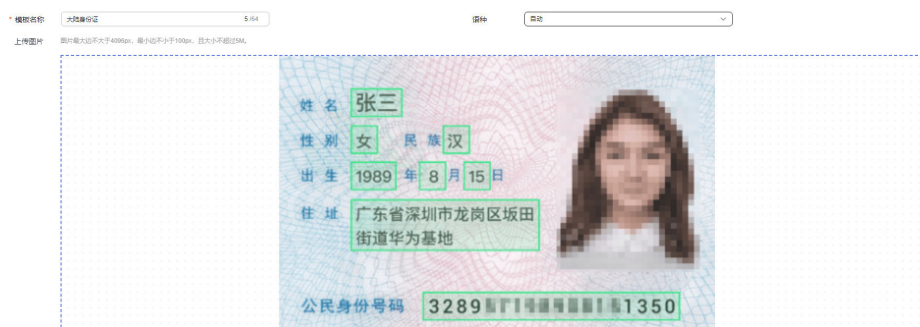 * 模板名称 大陆身份证 5/64 语种 自动
上传图片 图片最大边不大于4096px，最小边不小于100px，且大小不超过5M。
姓名 张三
性别 女 民族 汉
出生 1989 年 8 月 15 日
住址 广东省深圳市龙岗区坂田
街道华为基地
公民身份号码 3289 1350